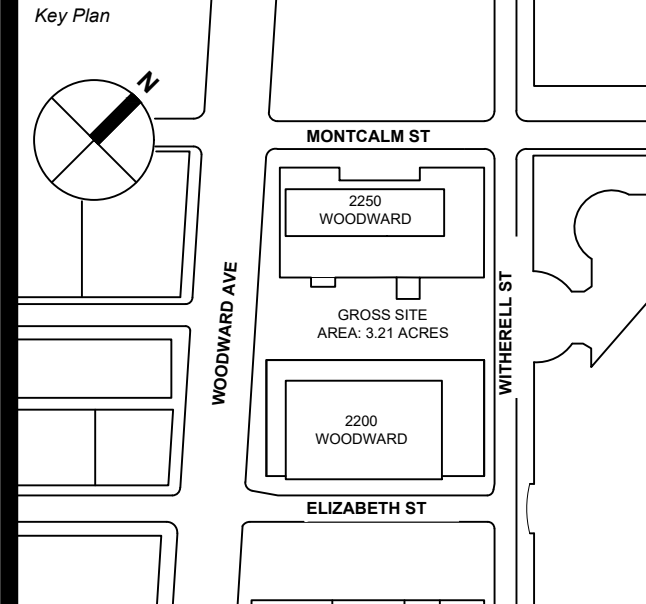 Key Plan
N
MONTCALM ST
2250
WOODWARD
WOODWARD AVE
WITHERELL ST
GROSS SITE
AREA: 3.21 ACRES
2200
WOODWARD
ELIZABETH ST